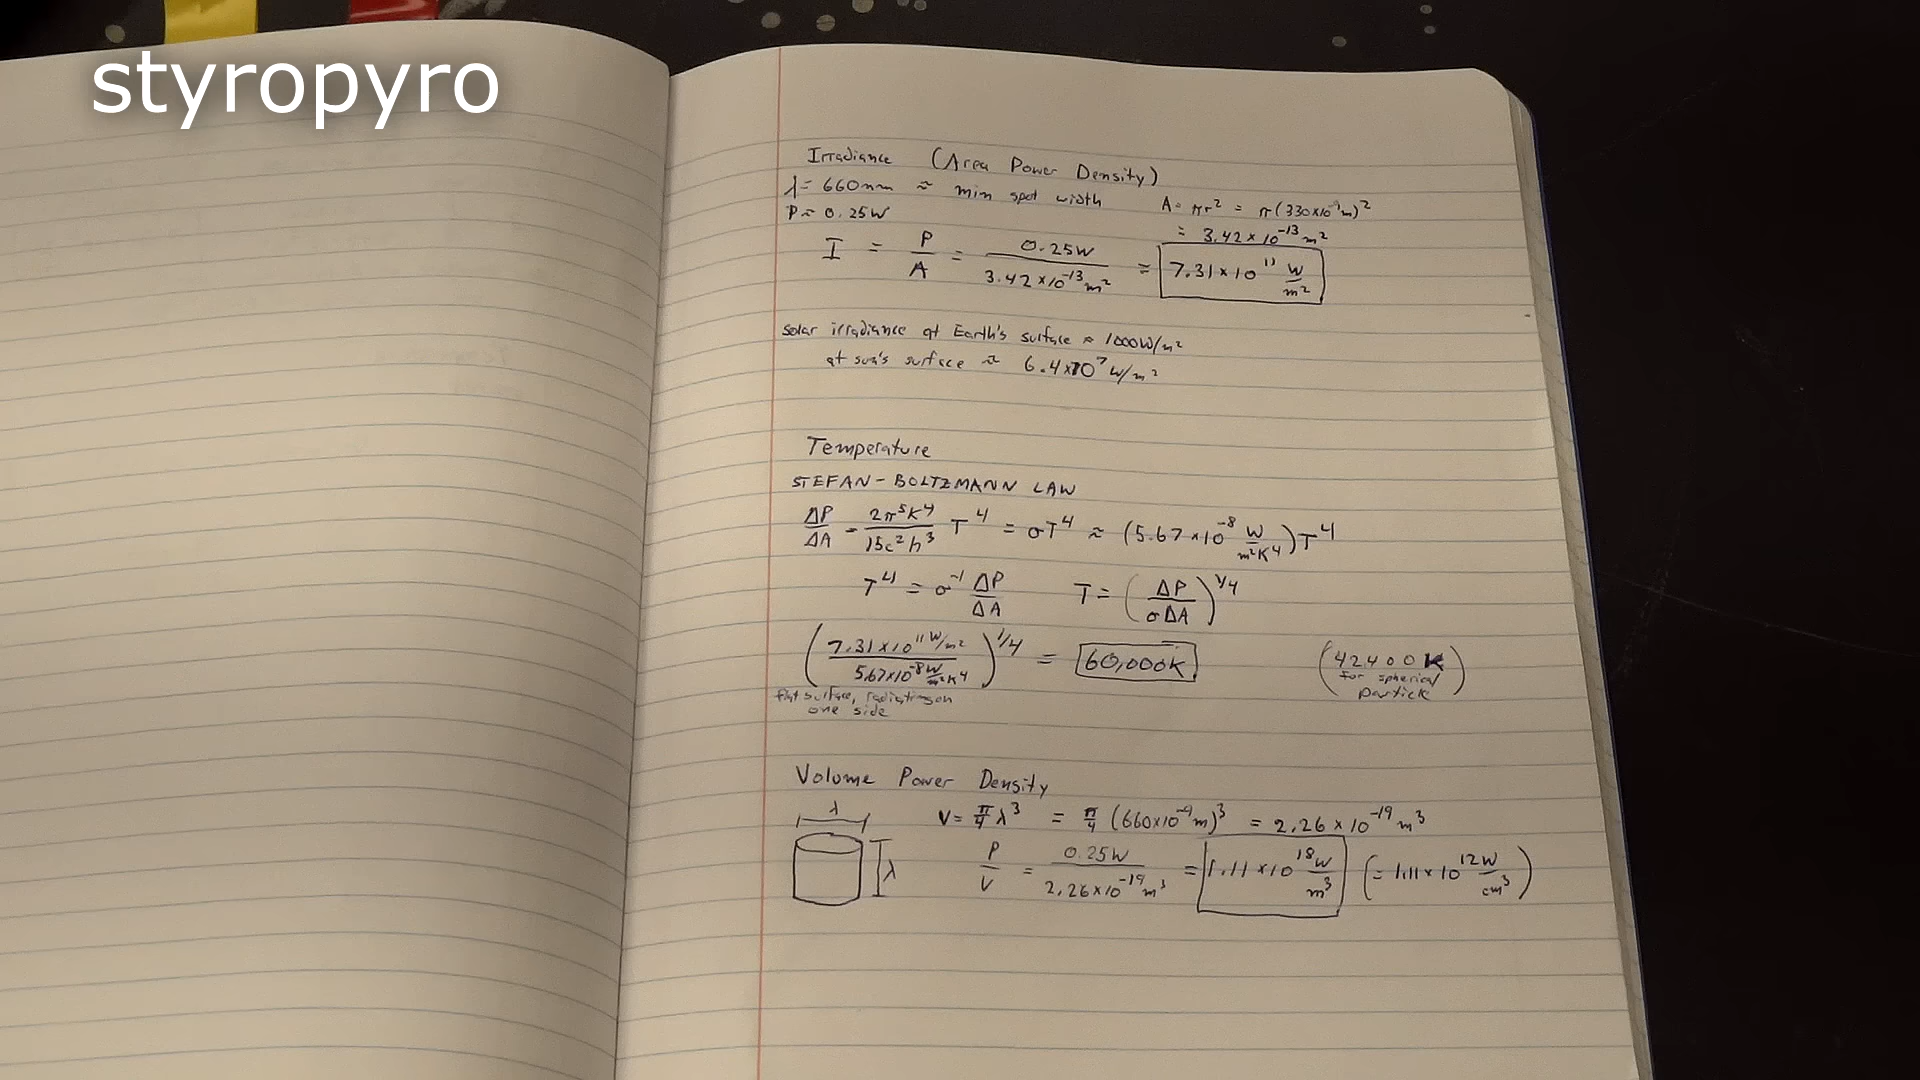 styropyro
Irradiance (Area Power Density)
λ= 660nm ≈ min spot width
P≈ 0.25W
A= πr² = π(330×10⁻⁹m)²
= 3.42×10⁻¹³m²
I = P/A = 0.25W / 3.42×10⁻¹³m² = 7.31×10¹¹ W/m²
Solar irradiance at Earth's surface ≈ 1000W/m²
at sun's surface ≈ 6.4×10⁷ W/m²
Temperature
STEFAN-BOLTZMANN LAW
ΔP/ΔA = 2π⁵K⁴/15c²h³ T⁴ = σT⁴ ≈ (5.67×10⁻⁸ W/m²K⁴)T⁴
T⁴ = σ⁻¹ ΔP/ΔA T= (ΔP/σΔA)^1/4
(7.31×10¹¹ W/m² / 5.67×10⁻⁸ W/m²K⁴)^1/4 = 60,000K
(42400K
for spherical
particle)
flat surface, radiating on
one side
Volume Power Density
λ
λ
V= π/4 λ³ = π/4 (660×10⁻⁹m)³ = 2.26×10⁻¹⁹m³
P/V = 0.25W / 2.26×10⁻¹⁹m³ = 1.11×10¹⁸ W/m³ (= 1.11×10¹² W/cm³)